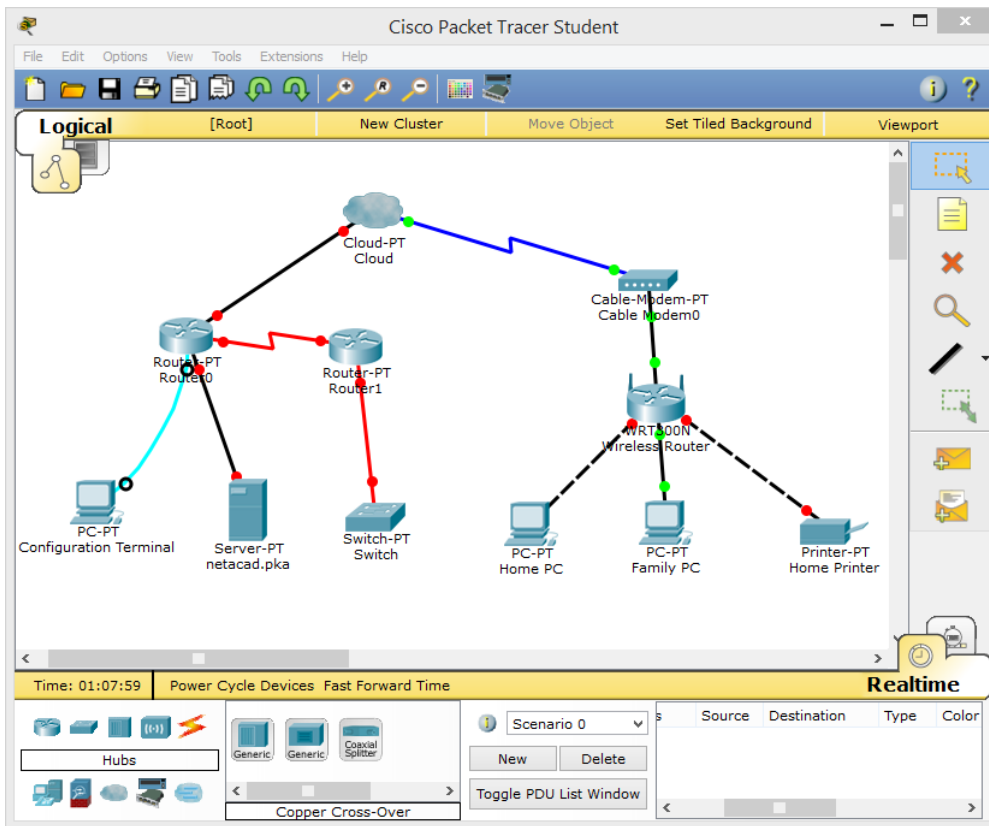 Cisco Packet Tracer Student
File Edit Options View Tools Extensions Help
Logical [Root] New Cluster Move Object Set Tiled Background Viewport
Cloud-PT
Cloud
Cable-Modem-PT
Cable Modem0
Router-PT
Router0
Router-PT
Router1
WRT300N
Wireless Router
PC-PT
Configuration Terminal
Server-PT
netacad.pka
Switch-PT
Switch
PC-PT
Home PC
PC-PT
Family PC
Printer-PT
Home Printer
Time: 01:07:59 Power Cycle Devices Fast Forward Time Realtime
Scenario 0
s Source Destination Type Color
Generic Generic Coaxial Splitter
Hubs
New Delete
Toggle PDU List Window
Copper Cross-Over